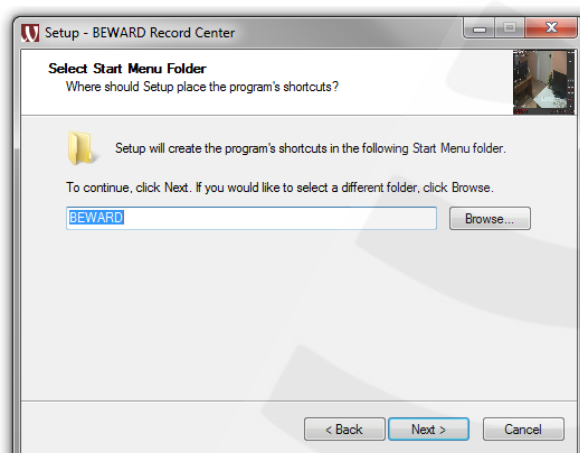 Setup - BEWARD Record Center
Select Start Menu Folder
Where should Setup place the program's shortcuts?
Setup will create the program's shortcuts in the following Start Menu folder.
To continue, click Next. If you would like to select a different folder, click Browse.
BEWARD
Browse...
< Back
Next >
Cancel